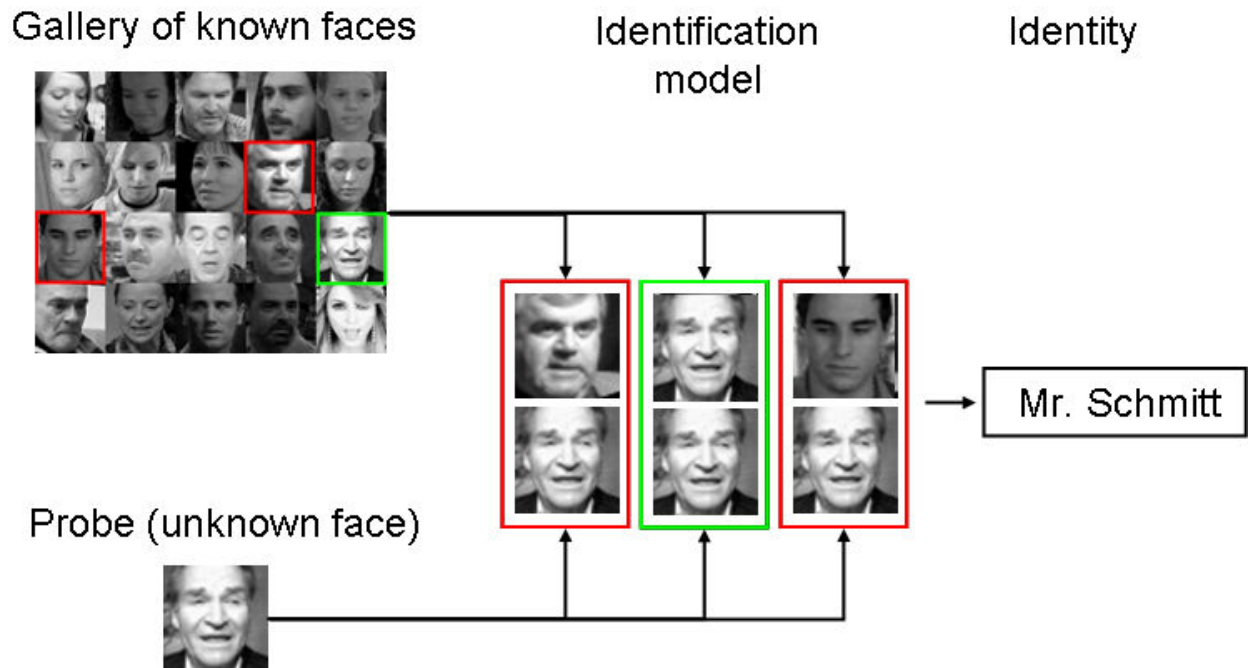 Gallery of known faces
Identification
model
Identity
Mr. Schmitt
Probe (unknown face)